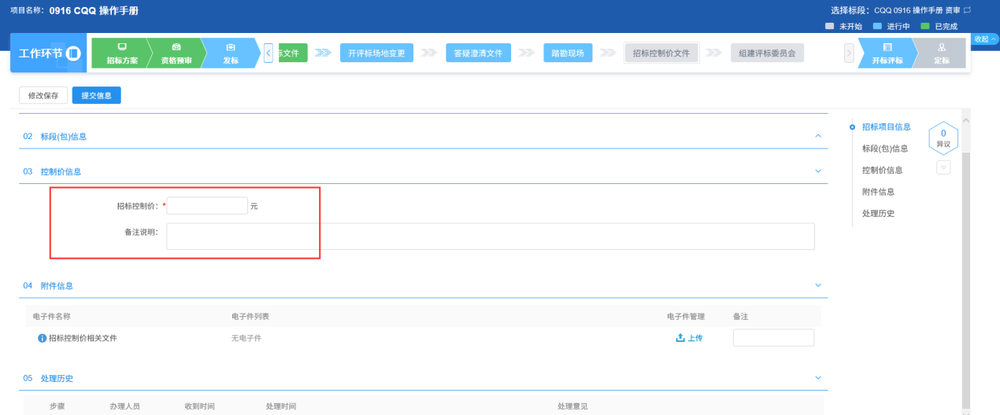 项目名称： 0916 CQQ 操作手册
选择标段： CQQ 0916 操作手册 资审
未开始 进行中 已完成
收起
工作环节
招标方案 资格预审 发标
标文件 开评标场地变更 答疑澄清文件 踏勘现场 招标控制价文件 组建评标委员会
开标评标 定标
修改保存 提交信息
02 标段(包)信息
03 控制价信息
招标控制价： * 元
备注说明：
04 附件信息
电子件名称 电子件列表 电子件管理 备注
招标控制价相关文件 无电子件 上传
05 处理历史
步骤 办理人员 收到时间 处理时间 处理意见
招标项目信息
标段(包)信息
控制价信息
附件信息
处理历史
0
异议